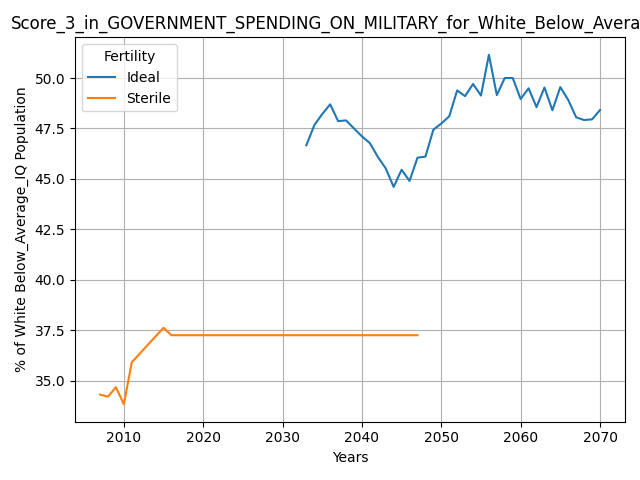 Score_3_in_GOVERNMENT_SPENDING_ON_MILITARY_for_White_Below_Avera
Fertility
Ideal
Sterile
50.0
47.5
45.0
42.5
40.0
37.5
35.0
% of White Below_Average_IQ Population
2010 2020 2030 2040 2050 2060 2070
Years